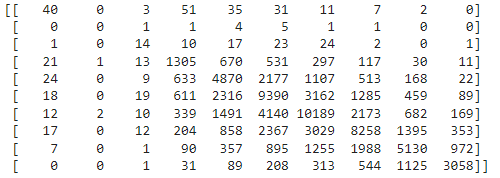 [[ 40 0 3 51 35 31 11 7 2 0]
[ 0 0 1 1 4 5 1 1 0 0]
[ 1 0 14 10 17 23 24 2 0 1]
[ 21 1 13 1305 670 531 297 117 30 11]
[ 24 0 9 633 4870 2177 1107 513 168 22]
[ 18 0 19 611 2316 9390 3162 1285 459 89]
[ 12 2 10 339 1491 4140 10189 2173 682 169]
[ 17 0 12 204 858 2367 3029 8258 1395 353]
[ 7 0 1 90 357 895 1255 1988 5130 972]
[ 0 0 1 31 89 208 313 544 1125 3058]]